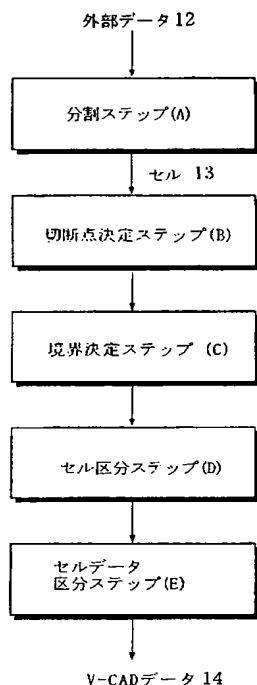 外部データ12
分割ステップ(A)
セル 13
切断点決定ステップ(B)
境界決定ステップ (C)
セル区分ステップ(D)
セルデータ
区分ステップ(E)
V-CADデータ14